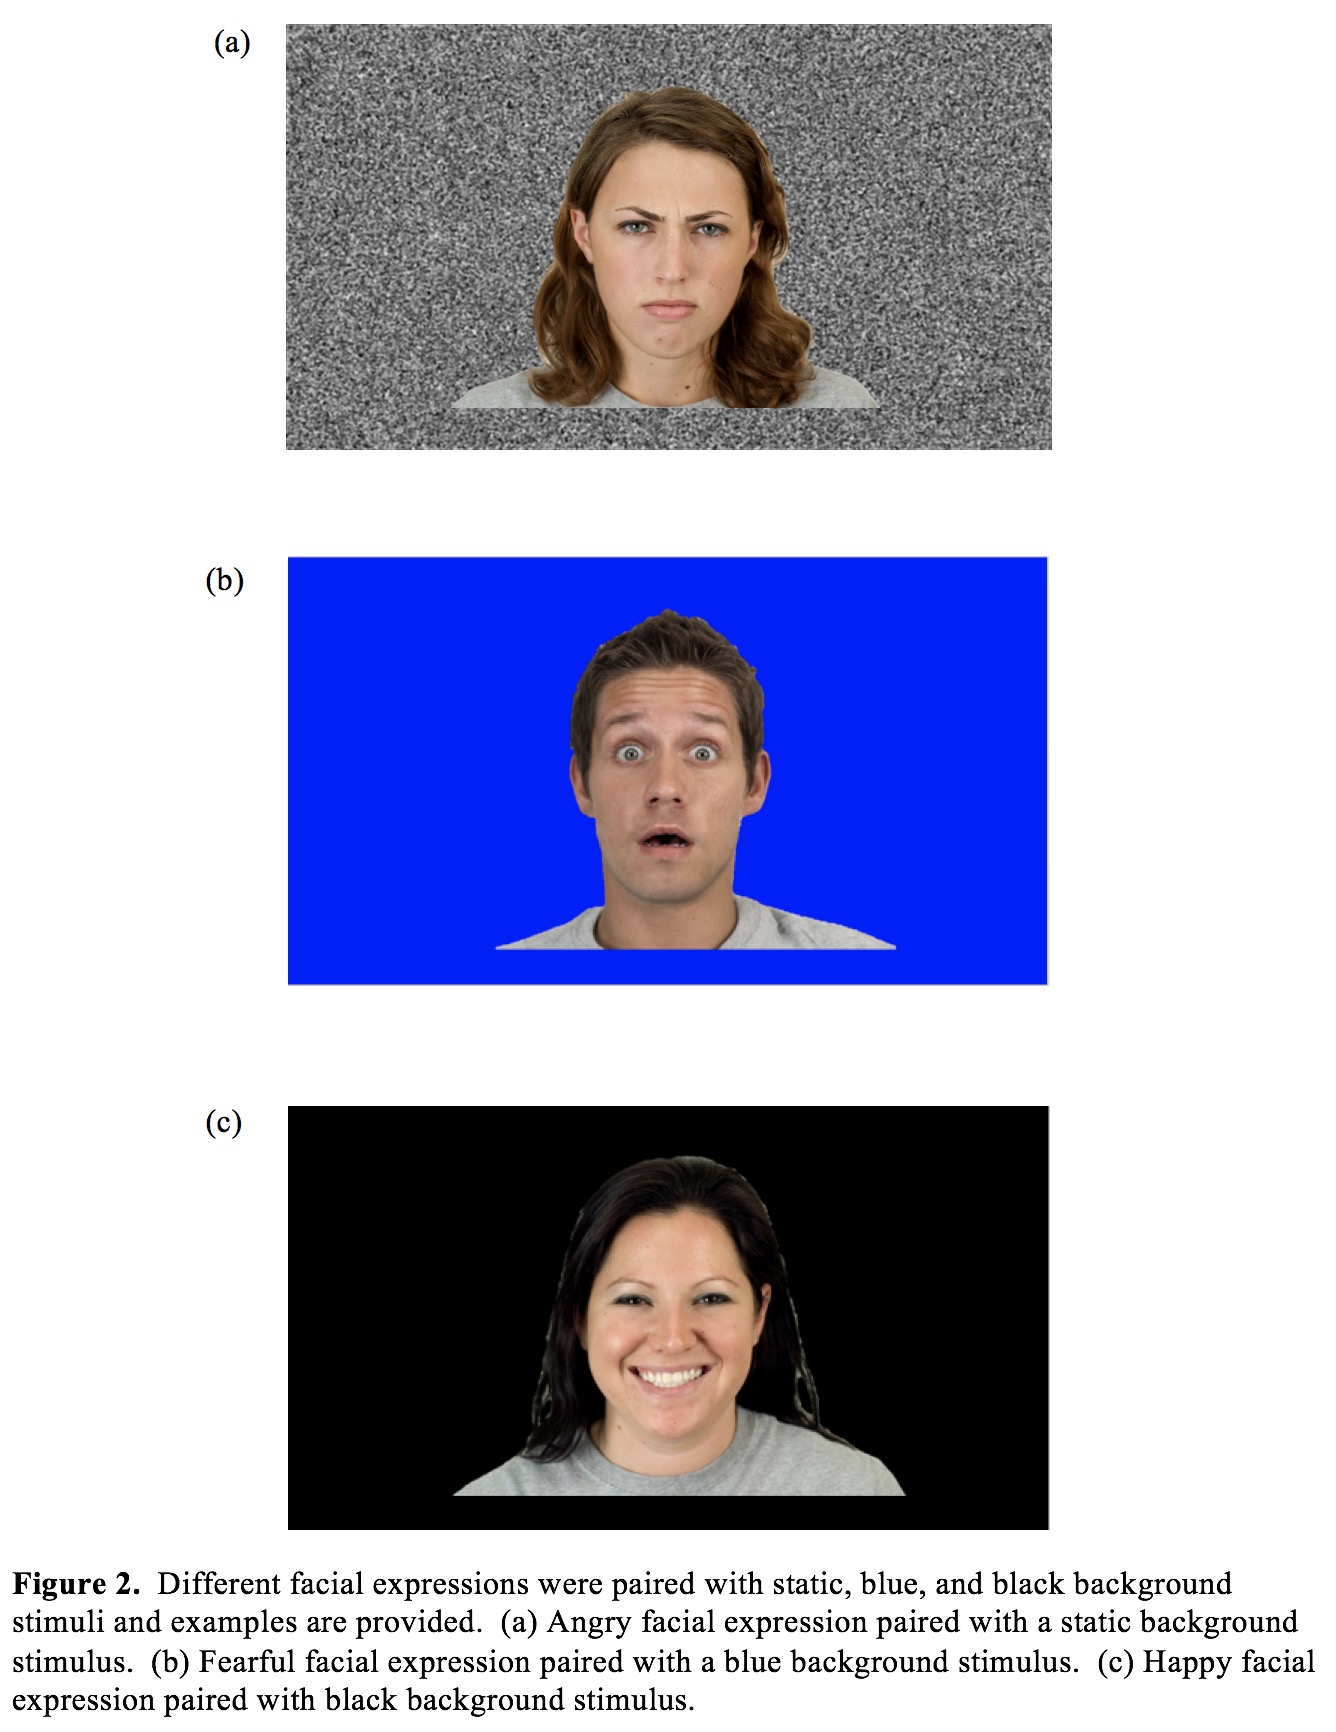 (a)
(b)
(c)
Figure 2.  Different facial expressions were paired with static, blue, and black background
stimuli and examples are provided.  (a) Angry facial expression paired with a static background
stimulus.  (b) Fearful facial expression paired with a blue background stimulus.  (c) Happy facial
expression paired with black background stimulus.